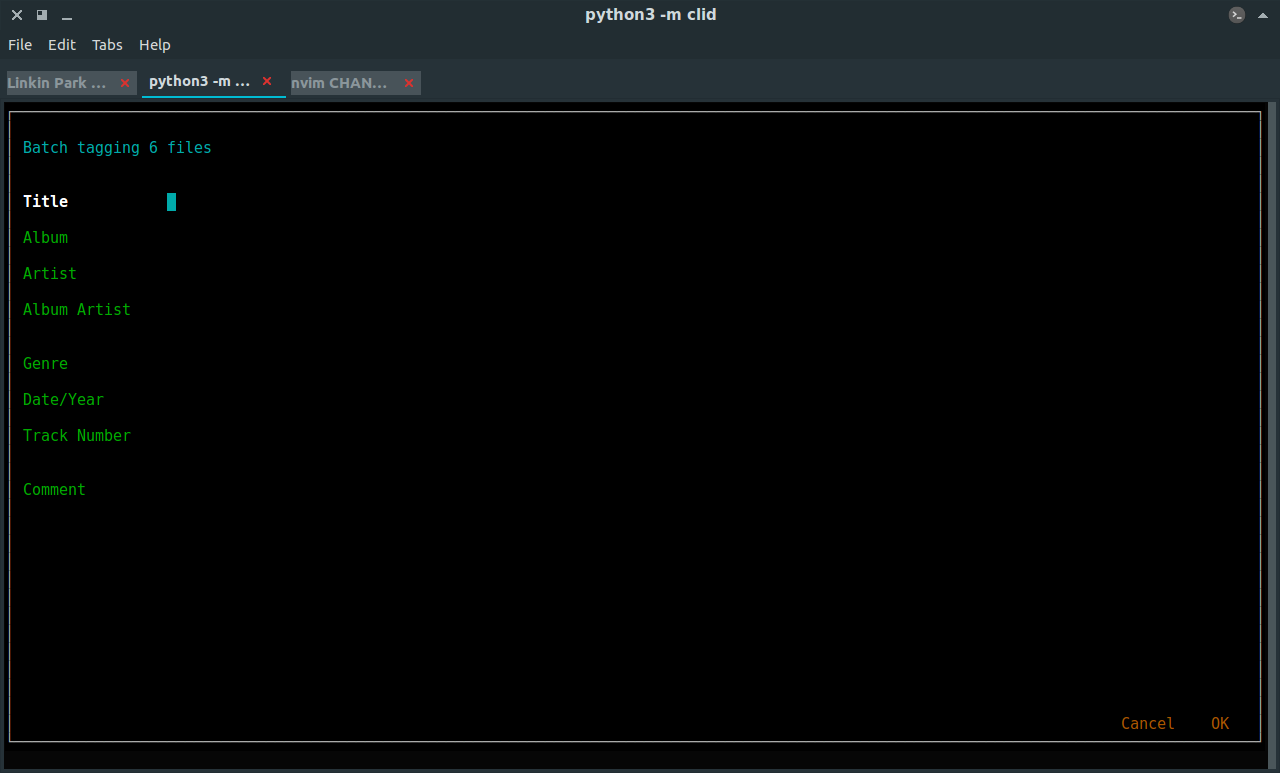 python3 -m clid
File Edit Tabs Help
Linkin Park ... python3 -m ... nvim CHAN...
Batch tagging 6 files
Title
Album
Artist
Album Artist
Genre
Date/Year
Track Number
Comment
Cancel OK